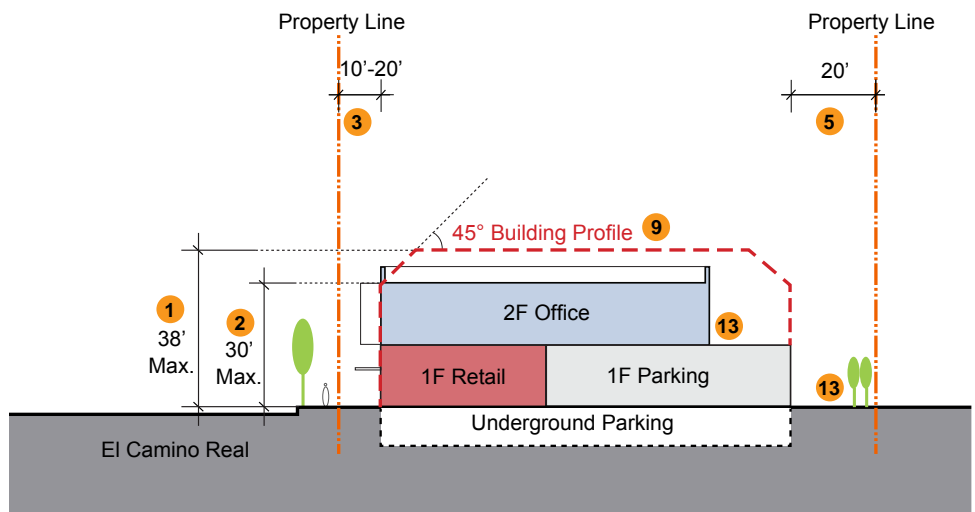 Property Line
Property Line
10’-20’
20’
3
5
45° Building Profile
9
1
38’
Max.
2
30’
Max.
2F Office
13
1F Retail
1F Parking
13
Underground Parking
El Camino Real